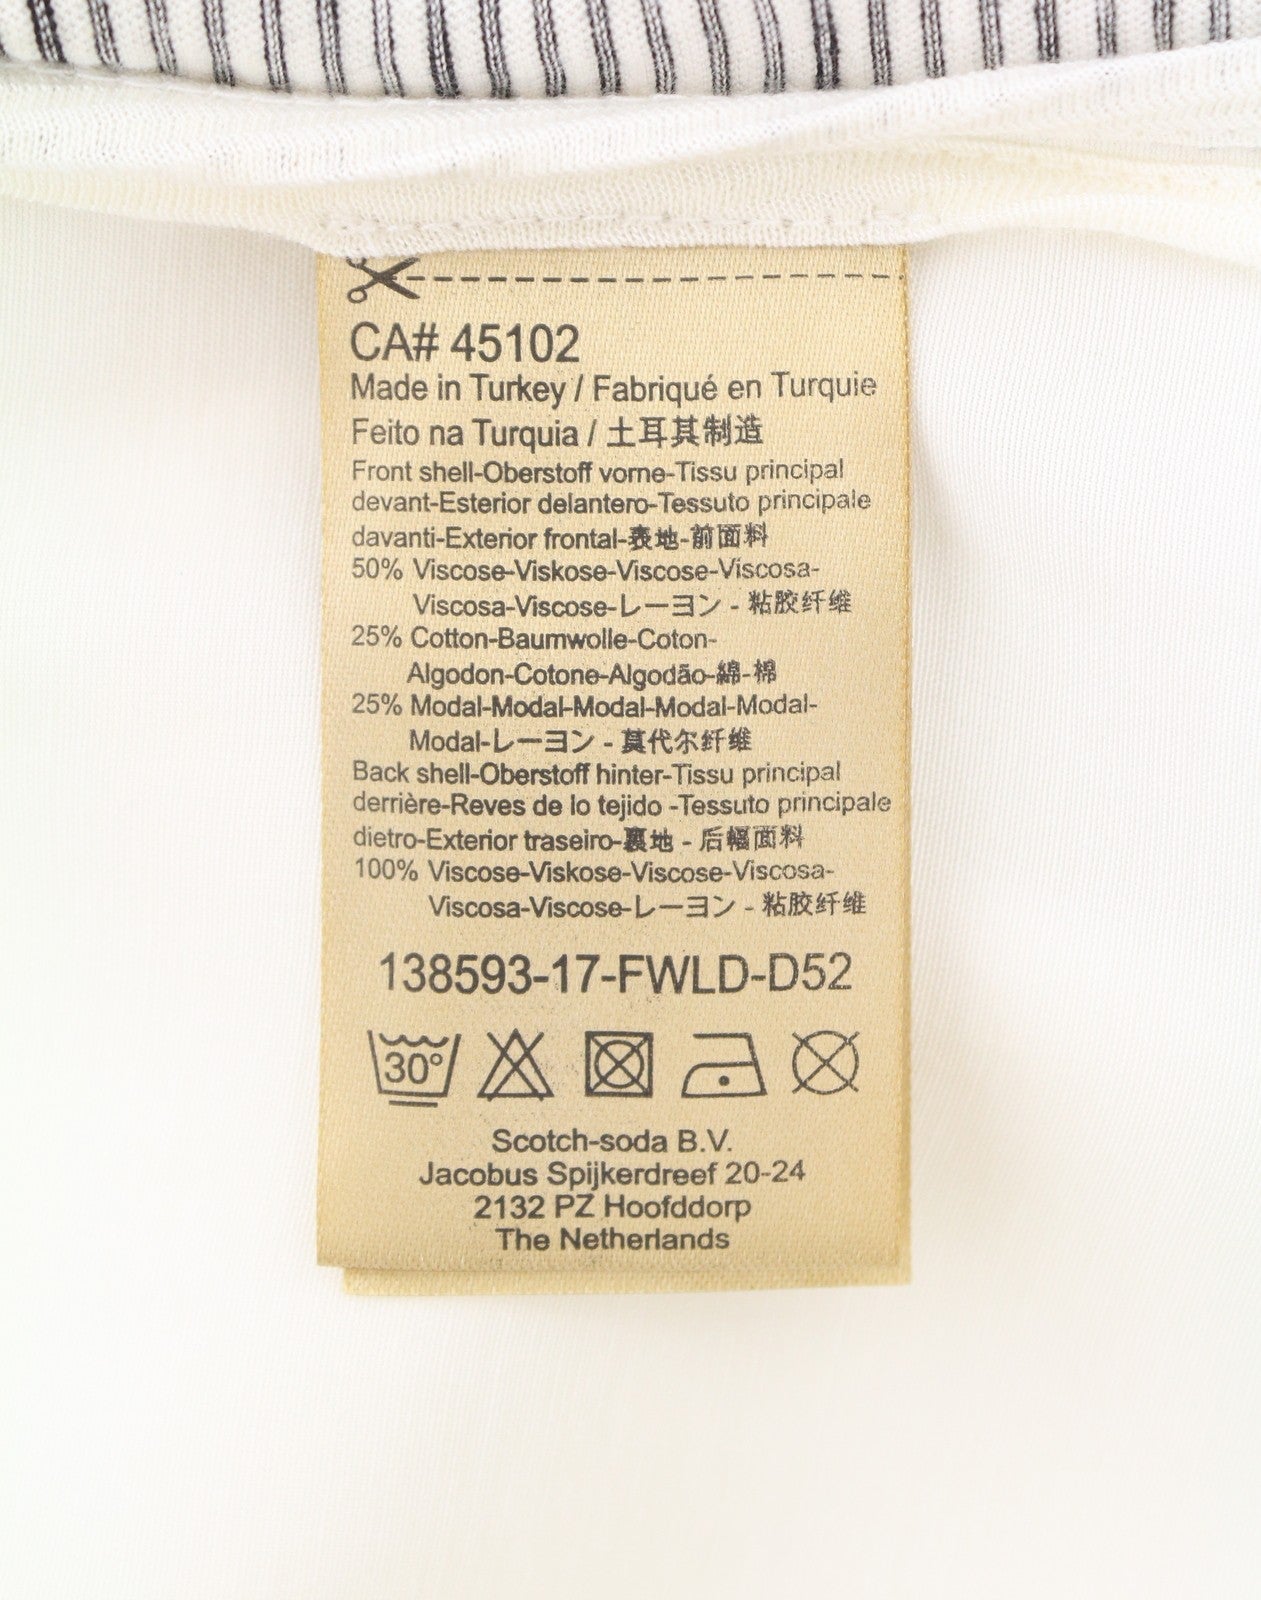 CA# 45102
Made in Turkey / Fabriqué en Turquie
Feito na Turquia / 土耳其制造
Front shell-Oberstoff vorne-Tissu principal
devant-Esterior delantero-Tessuto principale
davanti-Exterior frontal-表地-前面料
50% Viscose-Viskose-Viscose-Viscosa-
Viscosa-Viscose-レーヨン - 粘胶纤维
25% Cotton-Baumwolle-Coton-
Algodon-Cotone-Algodão-綿-棉
25% Modal-Modal-Modal-Modal-Modal-
Modal-レーヨン - 莫代尔纤维
Back shell-Oberstoff hinter-Tissu principal
derrière-Reves de lo tejido -Tessuto principale
dietro-Exterior traseiro-裏地 - 后幅面料
100% Viscose-Viskose-Viscose-Viscosa-
Viscosa-Viscose-レーヨン - 粘胶纤维
138593-17-FWLD-D52
30°
Scotch-soda B.V.
Jacobus Spijkerdreef 20-24
2132 PZ Hoofddorp
The Netherlands